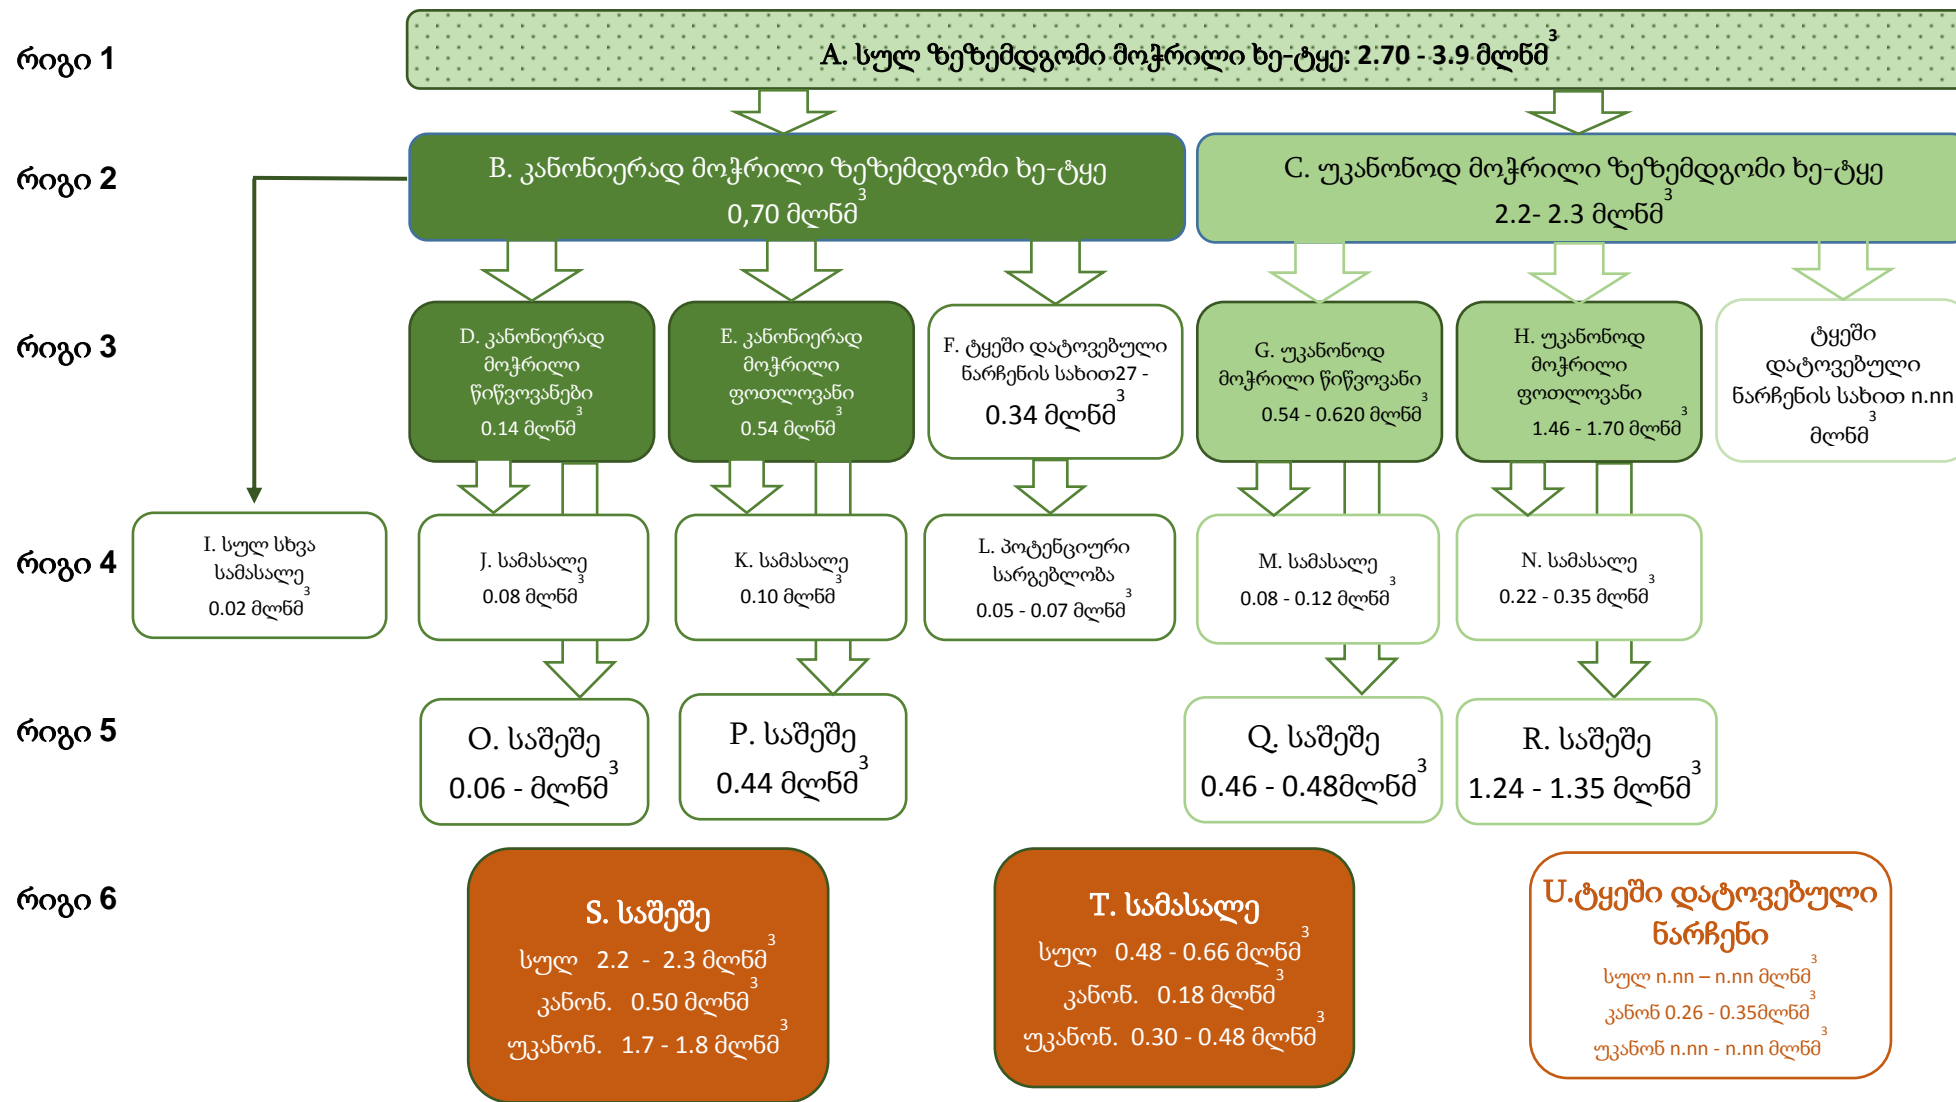 რიგი 1
A. სულ ზეზემდგომი მოჭრილი ხე-ტყე: 2.70 - 3.9 მლნმ³
რიგი 2
B. კანონიერად მოჭრილი ზეზემდგომი ხე-ტყე
0,70 მლნმ³
C. უკანონოდ მოჭრილი ზეზემდგომი ხე-ტყე
2.2- 2.3 მლნმ³
რიგი 3
D. კანონიერად
მოჭრილი
წიწვოვანები
0.14 მლნმ³
E. კანონიერად
მოჭრილი
ფოთლოვანი
0.54 მლნმ³
F. ტყეში დატოვებული
ნარჩენის სახით27 -
0.34 მლნმ³
G. უკანონოდ
მოჭრილი წიწვოვანი
0.54 - 0.620 მლნმ³
H. უკანონოდ
მოჭრილი
ფოთლოვანი
1.46 - 1.70 მლნმ³
ტყეში
დატოვებული
ნარჩენის სახით n.nn
მლნმ³
რიგი 4
I. სულ სხვა
სამასალე
0.02 მლნმ³
J. სამასალე
0.08 მლნმ³
K. სამასალე
0.10 მლნმ³
L. პოტენციური
სარგებლობა
0.05 - 0.07 მლნმ³
M. სამასალე
0.08 - 0.12 მლნმ³
N. სამასალე
0.22 - 0.35 მლნმ³
რიგი 5
O. საშეშე
0.06 - მლნმ³
P. საშეშე
0.44 მლნმ³
Q. საშეშე
0.46 - 0.48მლნმ³
R. საშეშე
1.24 - 1.35 მლნმ³
რიგი 6
S. საშეშე
სულ 2.2 - 2.3 მლნმ³
კანონ. 0.50 მლნმ³
უკანონ. 1.7 - 1.8 მლნმ³
T. სამასალე
სულ 0.48 - 0.66 მლნმ³
კანონ. 0.18 მლნმ³
უკანონ. 0.30 - 0.48 მლნმ³
U.ტყეში დატოვებული
ნარჩენი
სულ n.nn – n.nn მლნმ³
კანონ 0.26 - 0.35მლნმ³
უკანონ n.nn - n.nn მლნმ³